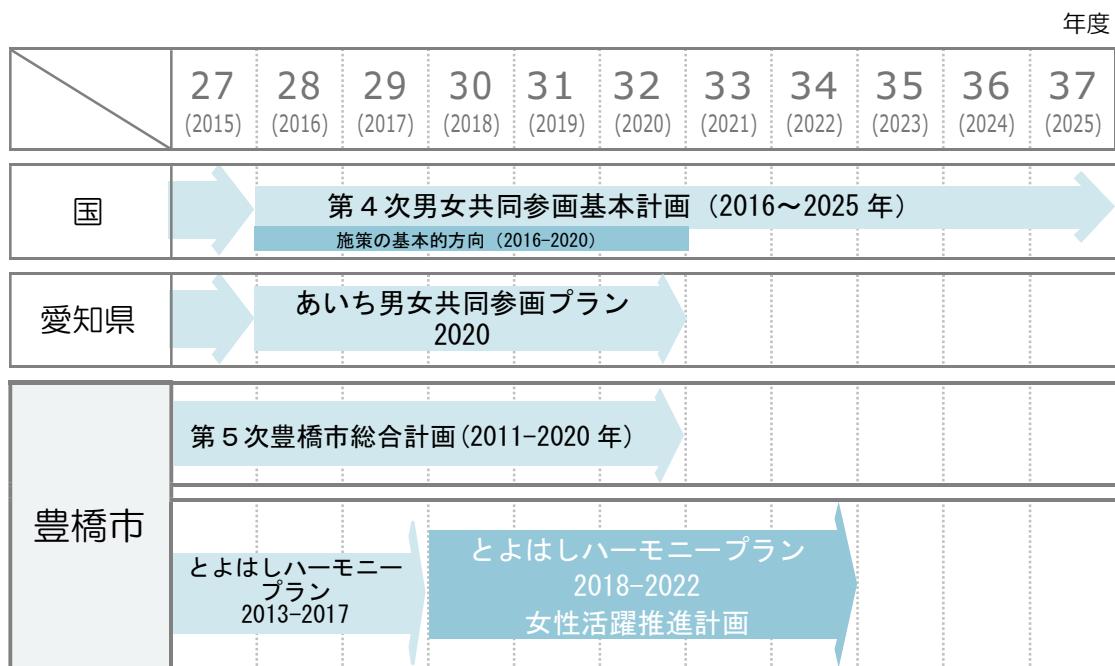 年度
27 28 29 30 31 32 33 34 35 36 37
(2015) (2016) (2017) (2018) (2019) (2020) (2021) (2022) (2023) (2024) (2025)
国
第４次男女共同参画基本計画（2016～2025 年）
施策の基本的方向（2016-2020）
愛知県
あいち男女共同参画プラン
2020
豊橋市
第５次豊橋市総合計画(2011-2020 年)
とよはしハーモニー
プラン
2013-2017
とよはしハーモニープラン
2018-2022
女性活躍推進計画